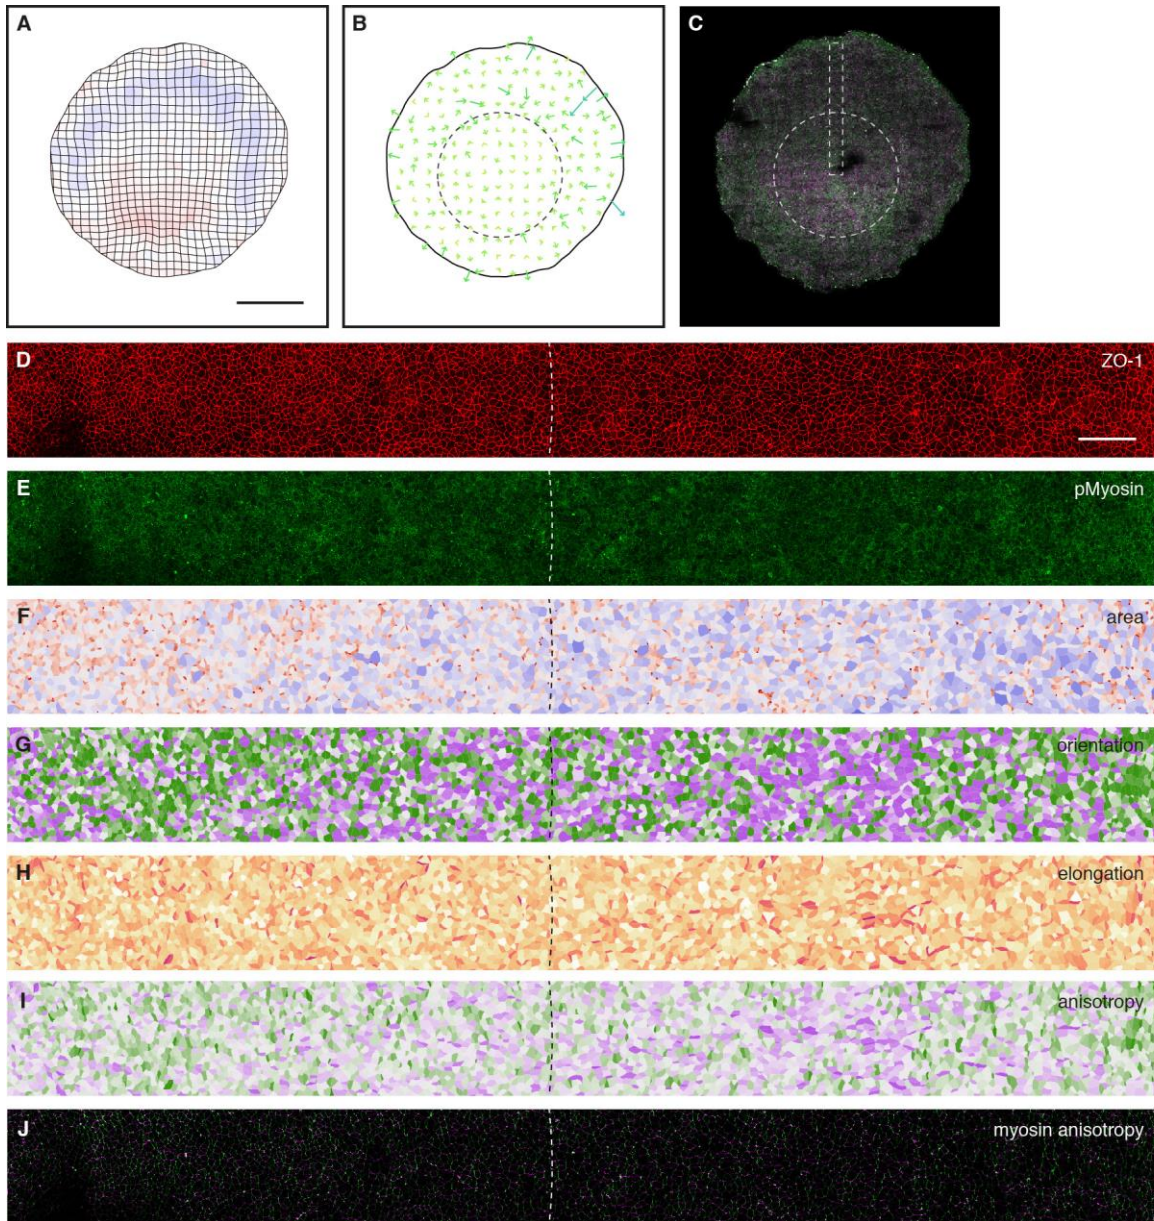 A
B
C
D
ZO-1
E
pMyosin
F
area
G
orientation
H
elongation
I
anisotropy
J
myosin anisotropy